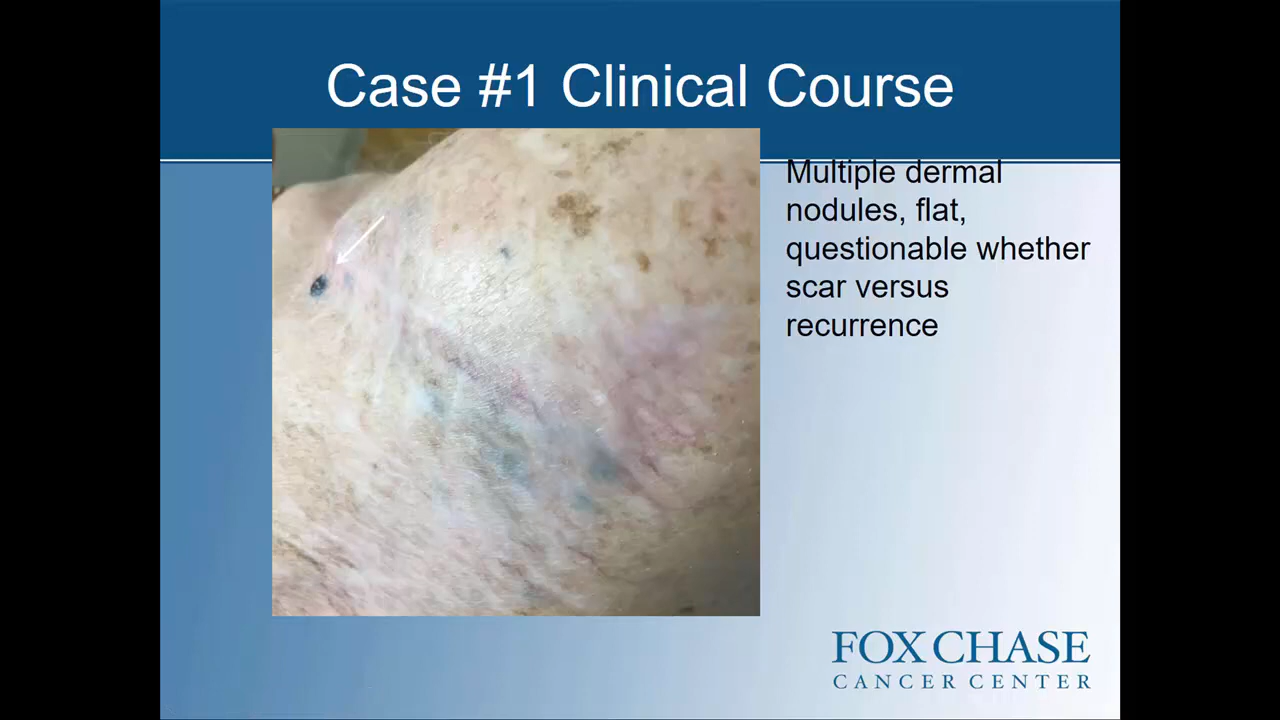 Case #1 Clinical Course
Multiple dermal
nodules, flat,
questionable whether
scar versus
recurrence
FOX CHASE
CANCER CENTER